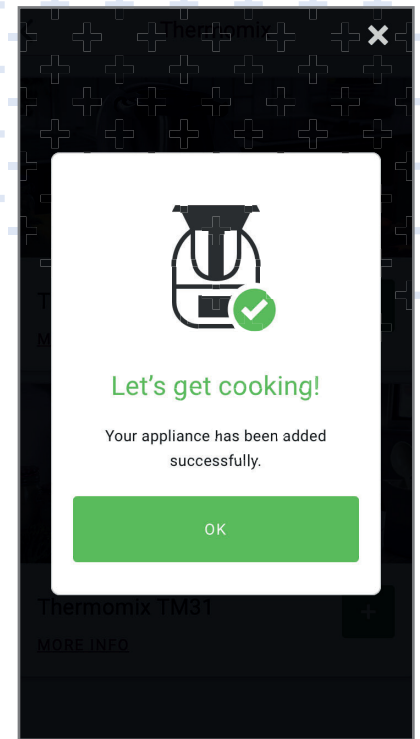 Thermomix
Let's get cooking!
Your appliance has been added
successfully.
OK
Thermomix TM31
MORE INFO